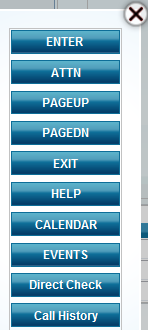 ENTER
ATTN
PAGEUP
PAGEDN
EXIT
HELP
CALENDAR
EVENTS
Direct Check
Call History